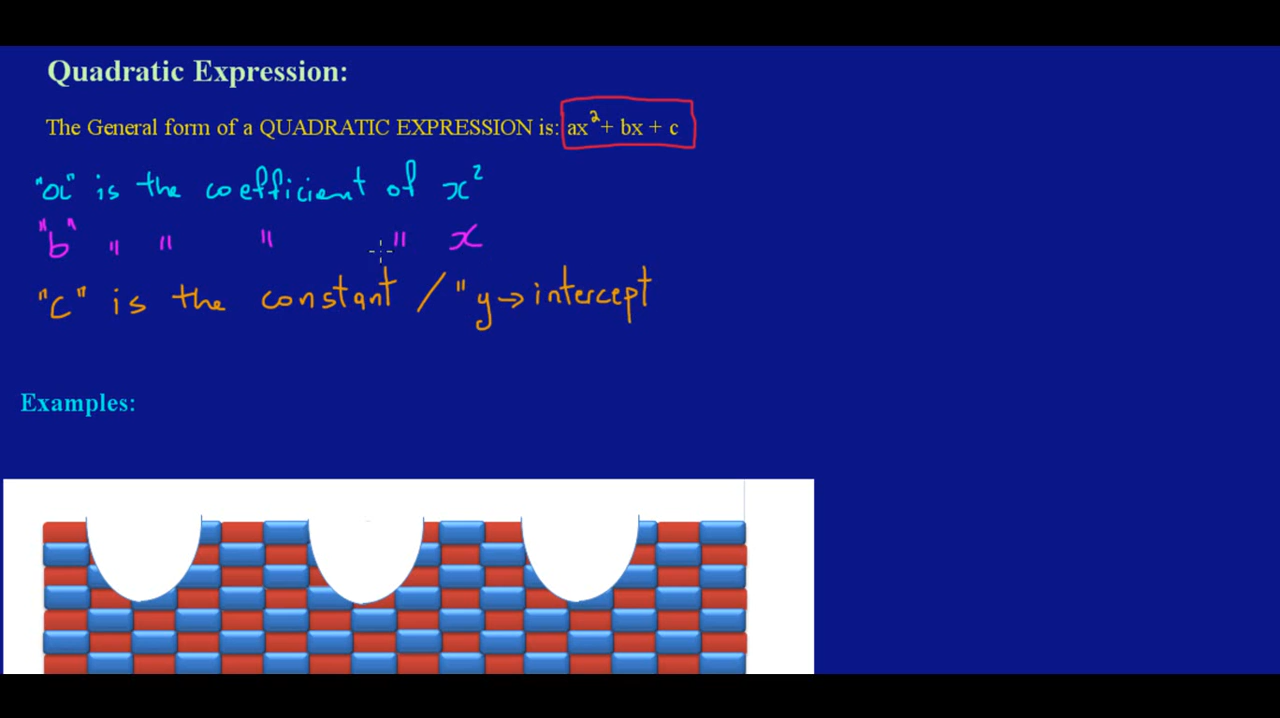 Quadratic Expression:
The General form of a QUADRATIC EXPRESSION is: ax² + bx + c
"a" is the coefficient of x²
"b" " " " " x
"c" is the constant / " y → intercept
Examples: